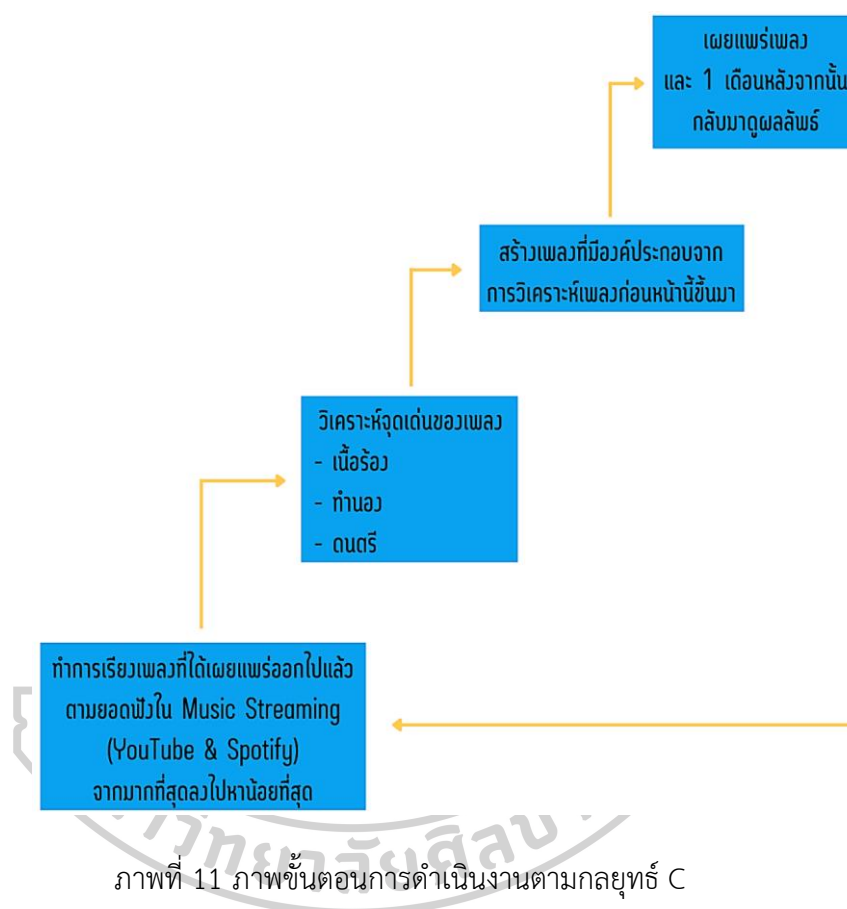 เผยแพร่เพลง
และ 1 เดือนหลังจากนั้น
กลับมาดูผลลัพธ์
สร้างเพลงที่มีองค์ประกอบจาก
การวิเคราะห์เพลงก่อนหน้านี้ขึ้นมา
วิเคราะห์จุดเด่นของเพลง
- เนื้อร้อง
- ทำนอง
- ดนตรี
ทำการเรียงเพลงที่ได้เผยแพร่ออกไปแล้ว
ตามยอดฟังใน Music Streaming
(YouTube & Spotify)
จากมากที่สุดลงไปหาน้อยที่สุด
ภาพที่ 11 ภาพขั้นตอนการดำเนินงานตามกลยุทธ์ C